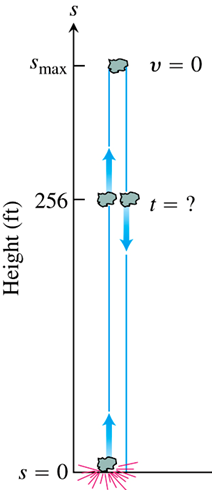 s
s_max
v = 0
256
t = ?
Height (ft)
s = 0